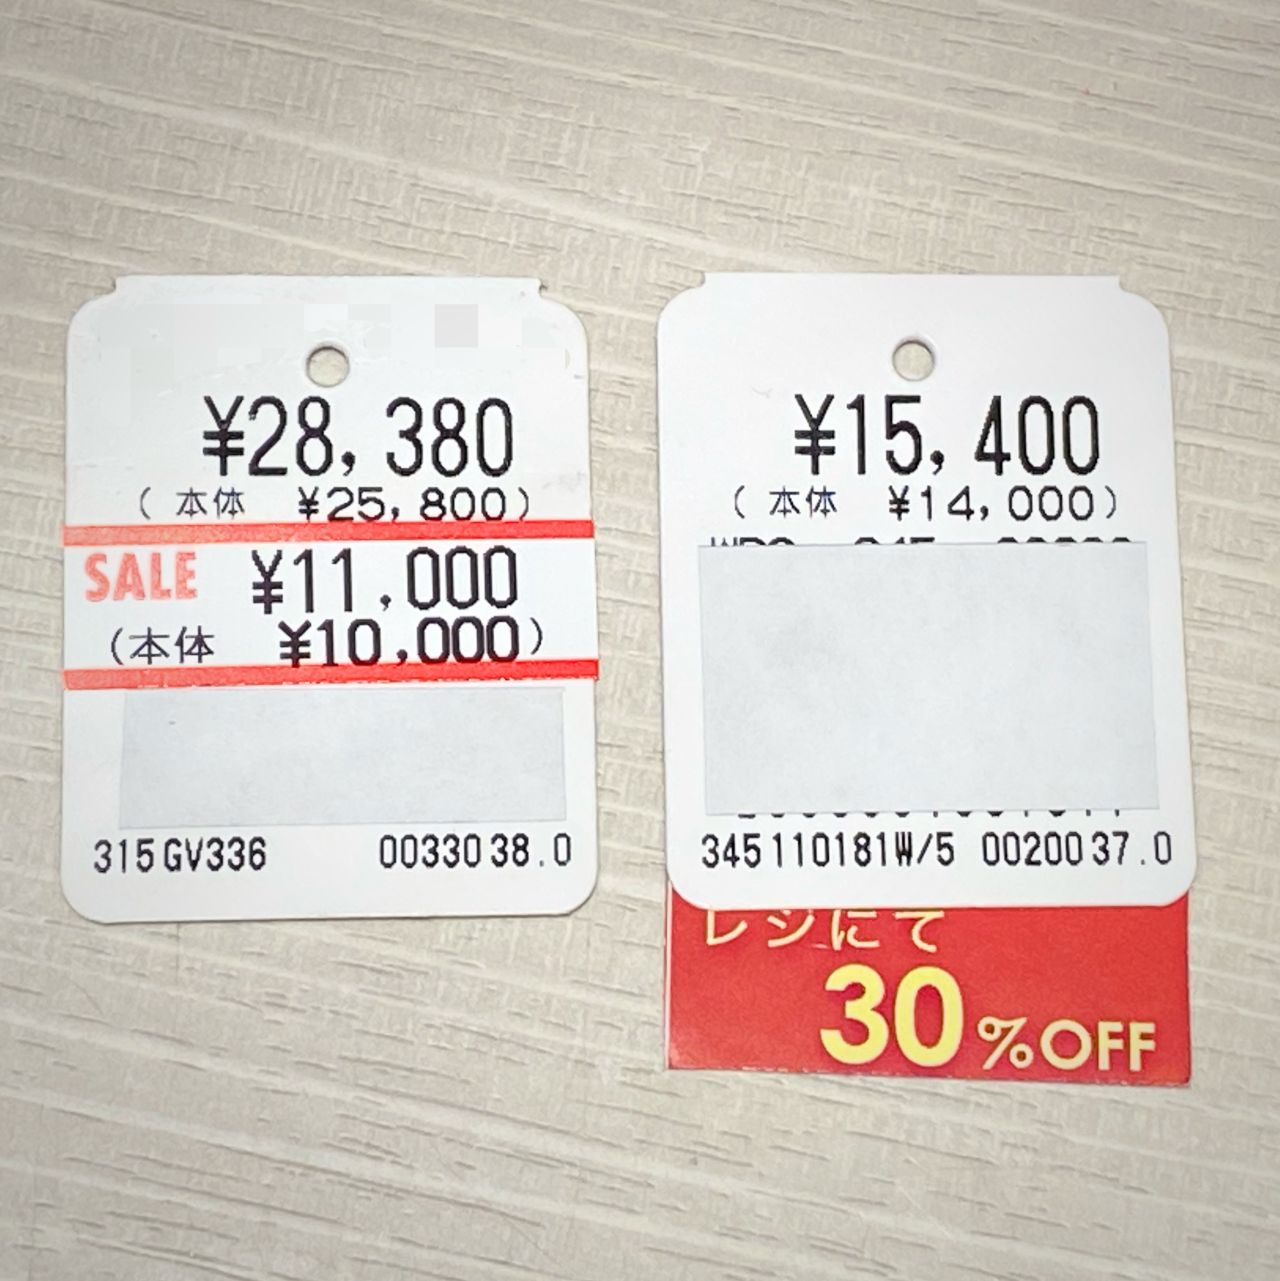 ¥28,380
(本体 ¥25,800)
SALE ¥11,000
(本体 ¥10,000)
315GV336 0033038.0
¥15,400
(本体 ¥14,000)
345110181W/5 0020037.0
レジにて
30%OFF